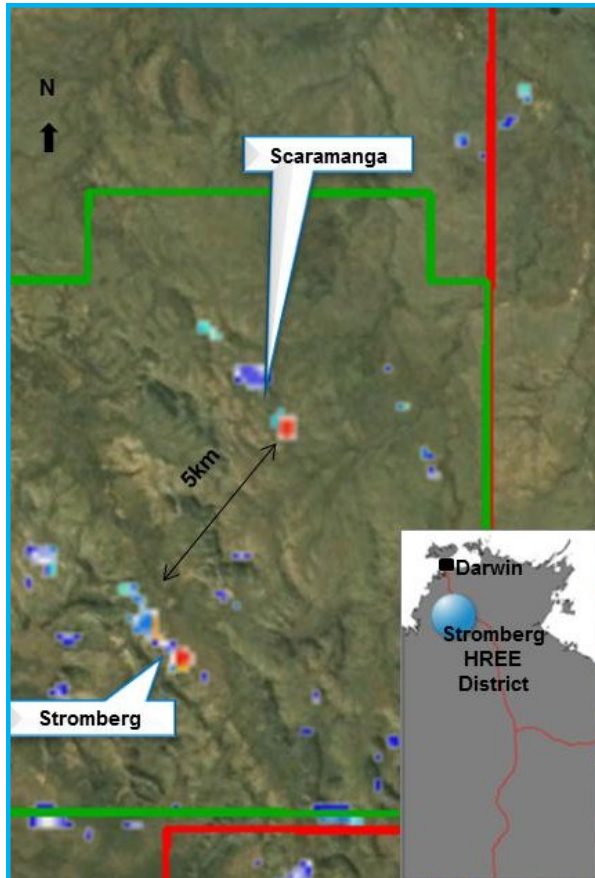 N
Scaramanga
5km
Darwin
Stromberg
HREE
District
Stromberg